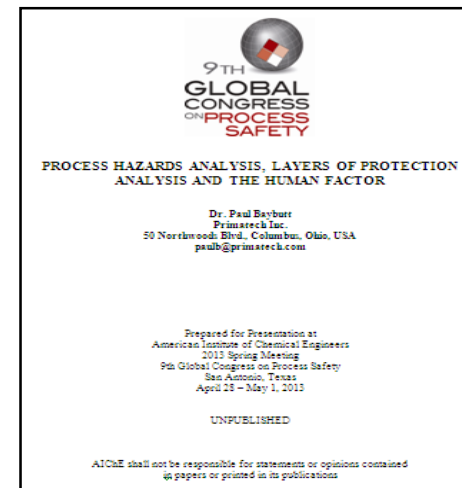 9TH
GLOBAL
CONGRESS
ON PROCESS
SAFETY
PROCESS HAZARDS ANALYSIS, LAYERS OF PROTECTION
ANALYSIS AND THE HUMAN FACTOR
Dr. Paul Baybutt
Primatech Inc.
50 Northwoods Blvd., Columbus, Ohio, USA
paulb@primatech.com
Prepared for Presentation at
American Institute of Chemical Engineers
2013 Spring Meeting
9th Global Congress on Process Safety
San Antonio, Texas
April 28 – May 1, 2013
UNPUBLISHED
AIChE shall not be responsible for statements or opinions contained
in papers or printed in its publications